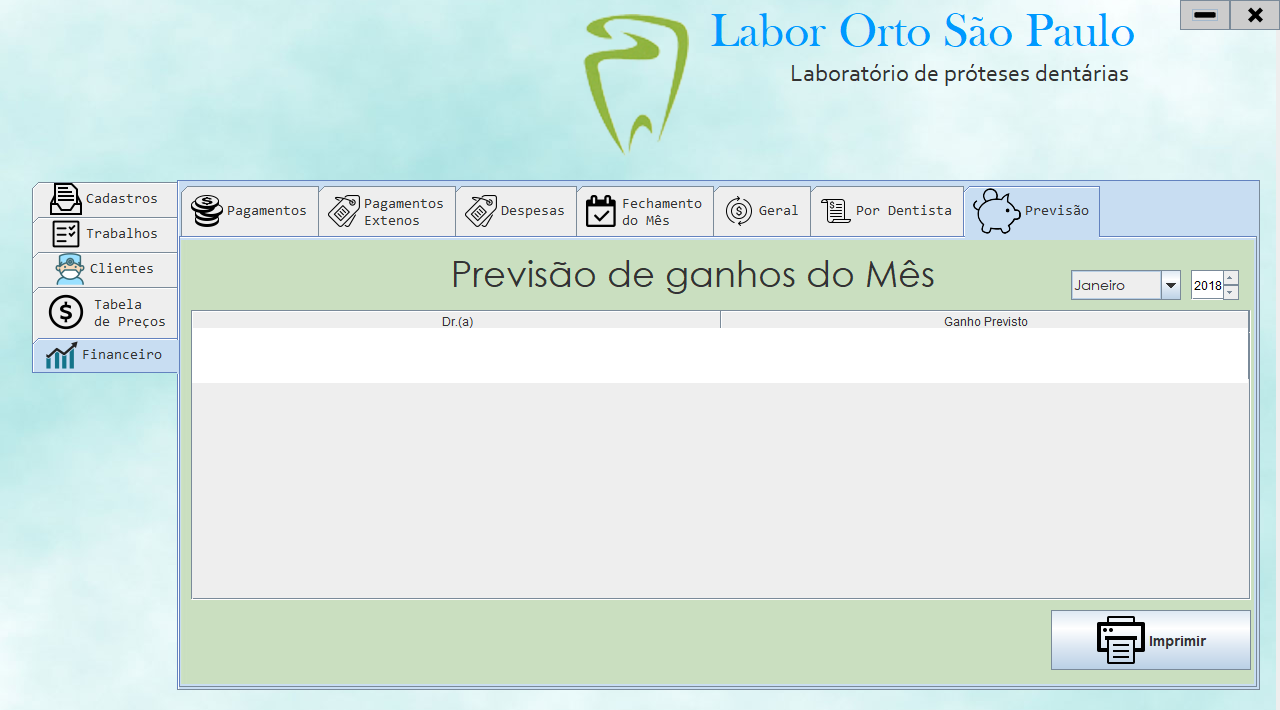 Labor Orto São Paulo
Laboratório de próteses dentárias
Cadastros
Trabalhos
Clientes
Tabela
de Preços
Financeiro
Pagamentos
Pagamentos
Extenos
Despesas
Fechamento
do Mês
Geral
Por Dentista
Previsão
Previsão de ganhos do Mês
Janeiro
2018
Dr.(a)
Ganho Previsto
Imprimir